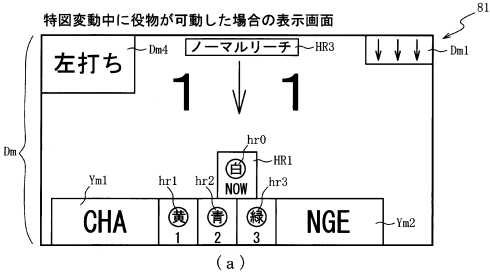 特図変動中に役物が可動した場合の表示画面
81
左打ち
Dm4
ノーマルリーチ
HR3
↓ ↓ ↓
Dm1
1 ↓ 1
Dm
hr0
白
NOW
HR1
Ym1
hr1
hr2
hr3
CHA
黄
1
青
2
緑
3
NGE
Ym2
(a)